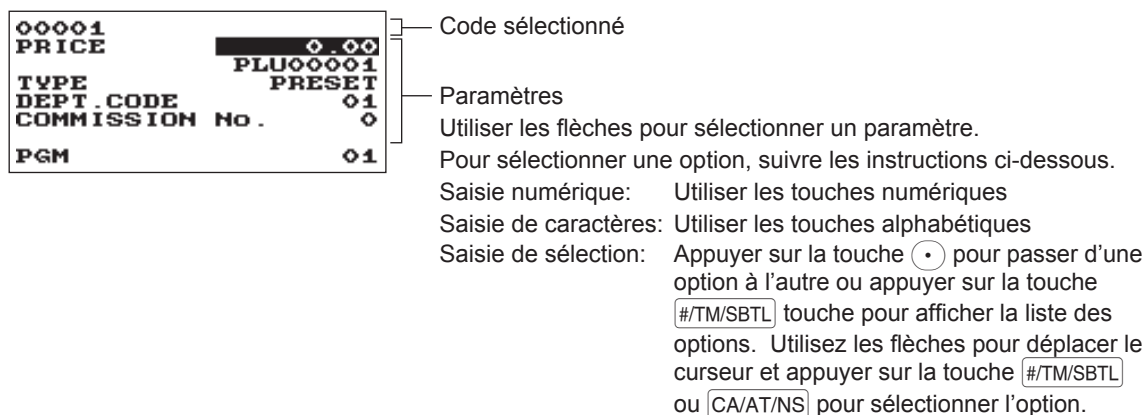 00001
PRICE 0.00
PLU00001
TYPE PRESET
DEPT.CODE 01
COMMISSION No. 0
PGM 01
Code sélectionné
Paramètres
Utiliser les flèches pour sélectionner un paramètre.
Pour sélectionner une option, suivre les instructions ci-dessous.
Saisie numérique: Utiliser les touches numériques
Saisie de caractères: Utiliser les touches alphabétiques
Saisie de sélection: Appuyer sur la touche • pour passer d'une
option à l'autre ou appuyer sur la touche
#/TM/SBTL touche pour afficher la liste des
options. Utilisez les flèches pour déplacer le
curseur et appuyer sur la touche #/TM/SBTL
ou CA/AT/NS pour sélectionner l'option.